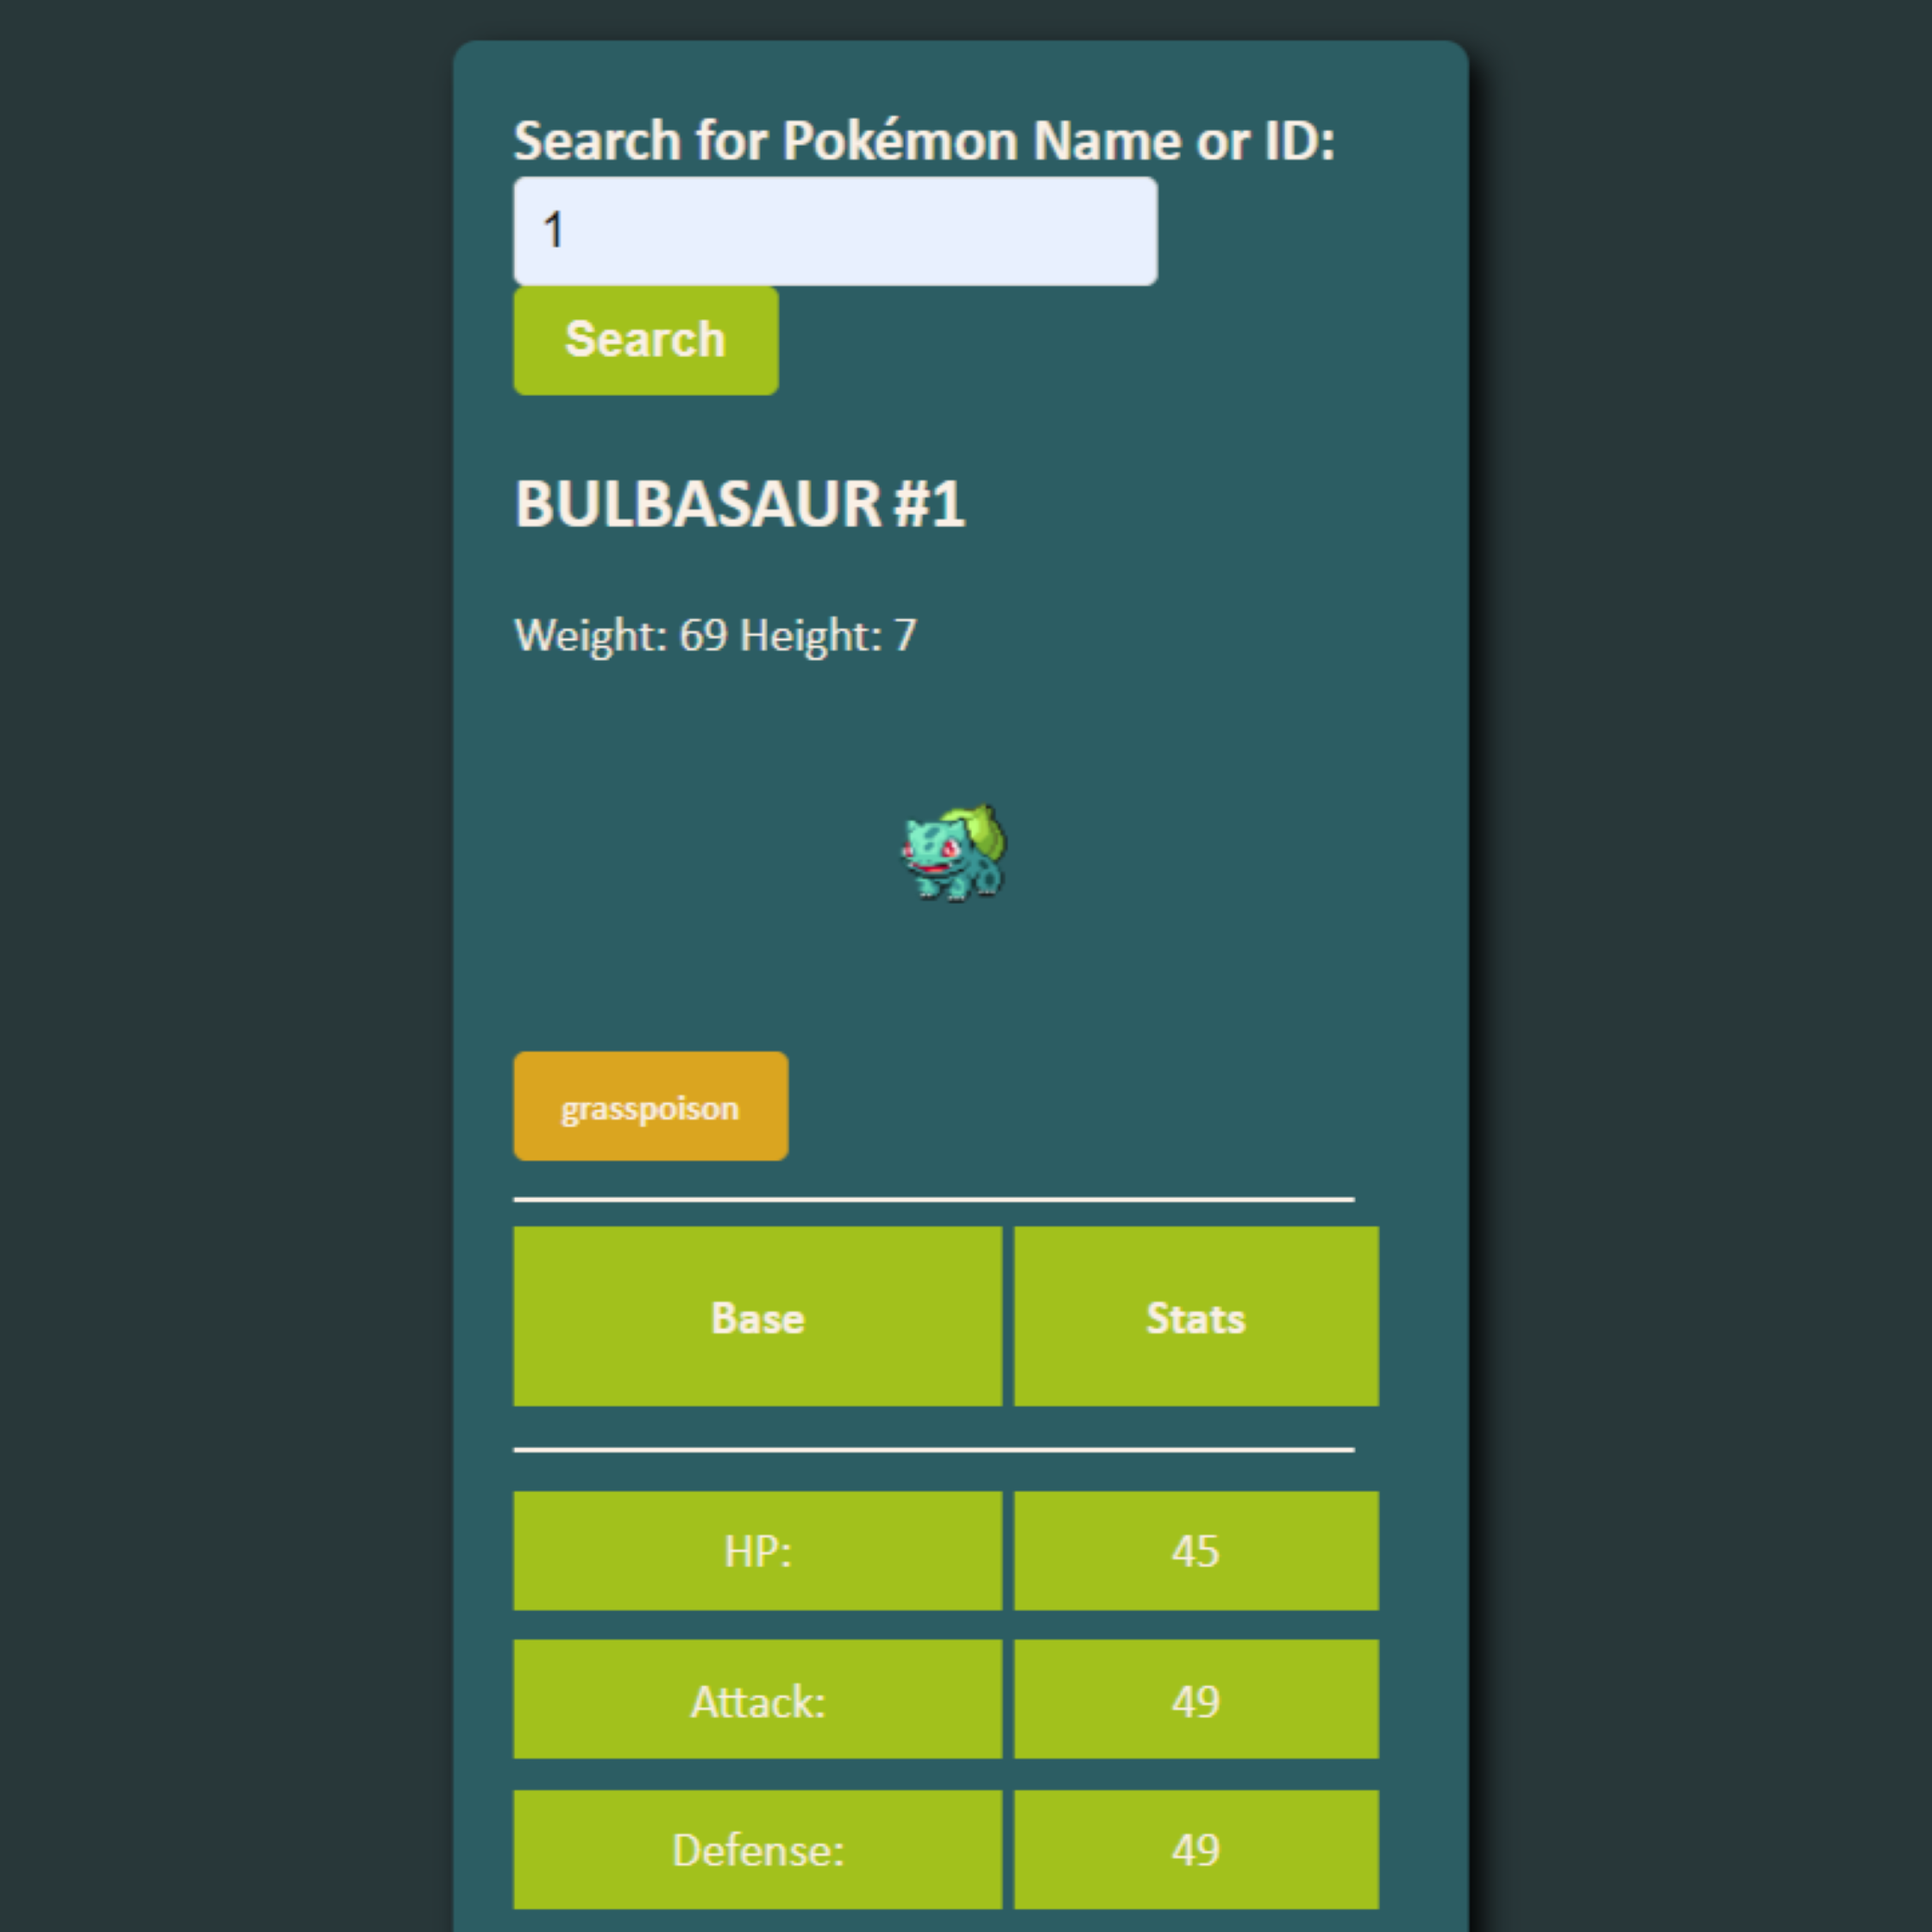 Search for Pokémon Name or ID:
1
Search
BULBASAUR #1
Weight: 69 Height: 7
grasspoison
Base Stats
HP: 45
Attack: 49
Defense: 49